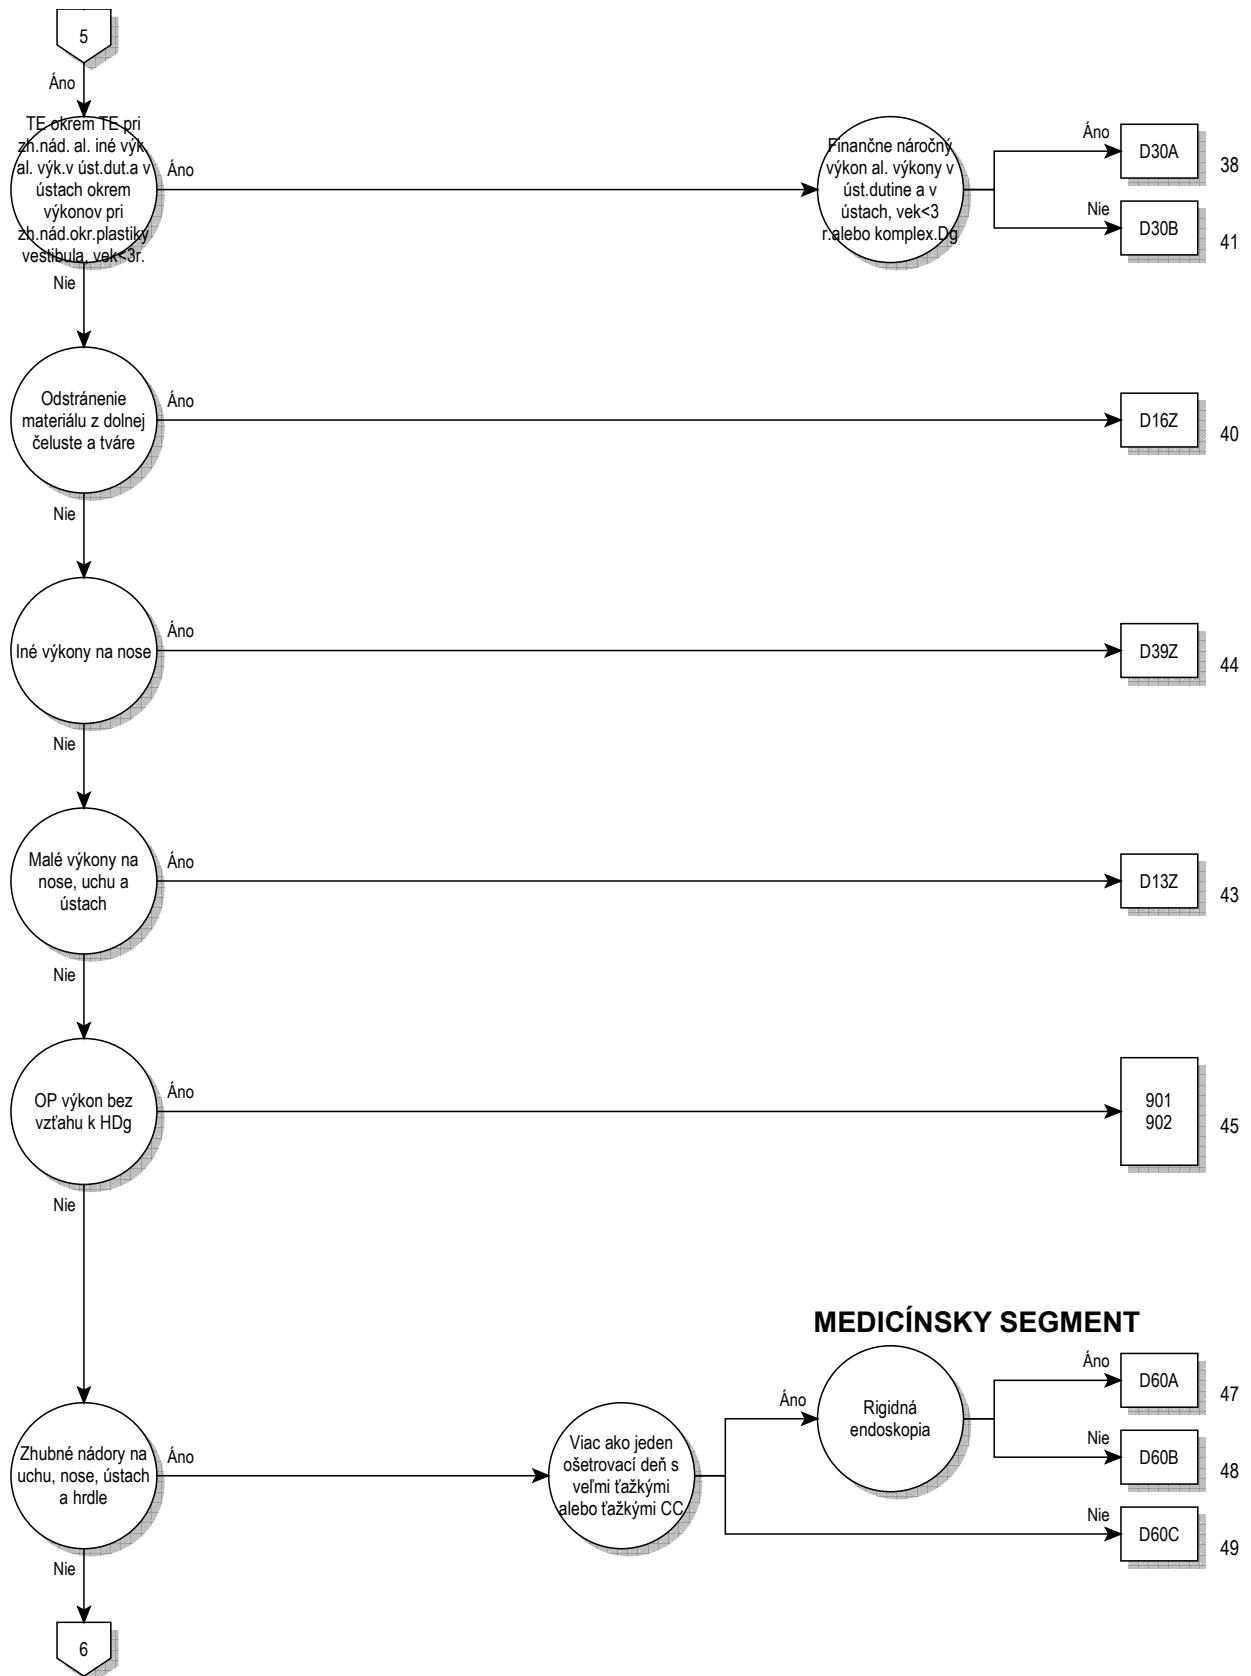 5
Áno
TE okrem TE pri
zh.nád. al. iné výk.
al. výk.v úst.dut.a v
ústach okrem
výkonov pri
zh.nád.okr.plastiky
vestibula, vek<3r.
Áno
Finančne náročný
výkon al. výkony v
úst.dutine a v
ústach, vek<3
r.alebo komplex.Dg
Áno
D30A
38
Nie
D30B
41
Nie
Odstránenie
materiálu z dolnej
čeluste a tváre
Áno
D16Z
40
Nie
Iné výkony na nose
Áno
D39Z
44
Nie
Malé výkony na
nose, uchu a
ústach
Áno
D13Z
43
Nie
OP výkon bez
vzťahu k HDg
Áno
901
902
45
Nie
MEDICÍNSKY SEGMENT
Zhubné nádory na
uchu, nose, ústach
a hrdle
Áno
Viac ako jeden
ošetrovací deň s
veľmi ťažkými
alebo ťažkými CC
Áno
Rigidná
endoskopia
Áno
D60A
47
Nie
D60B
48
Nie
D60C
49
Nie
6